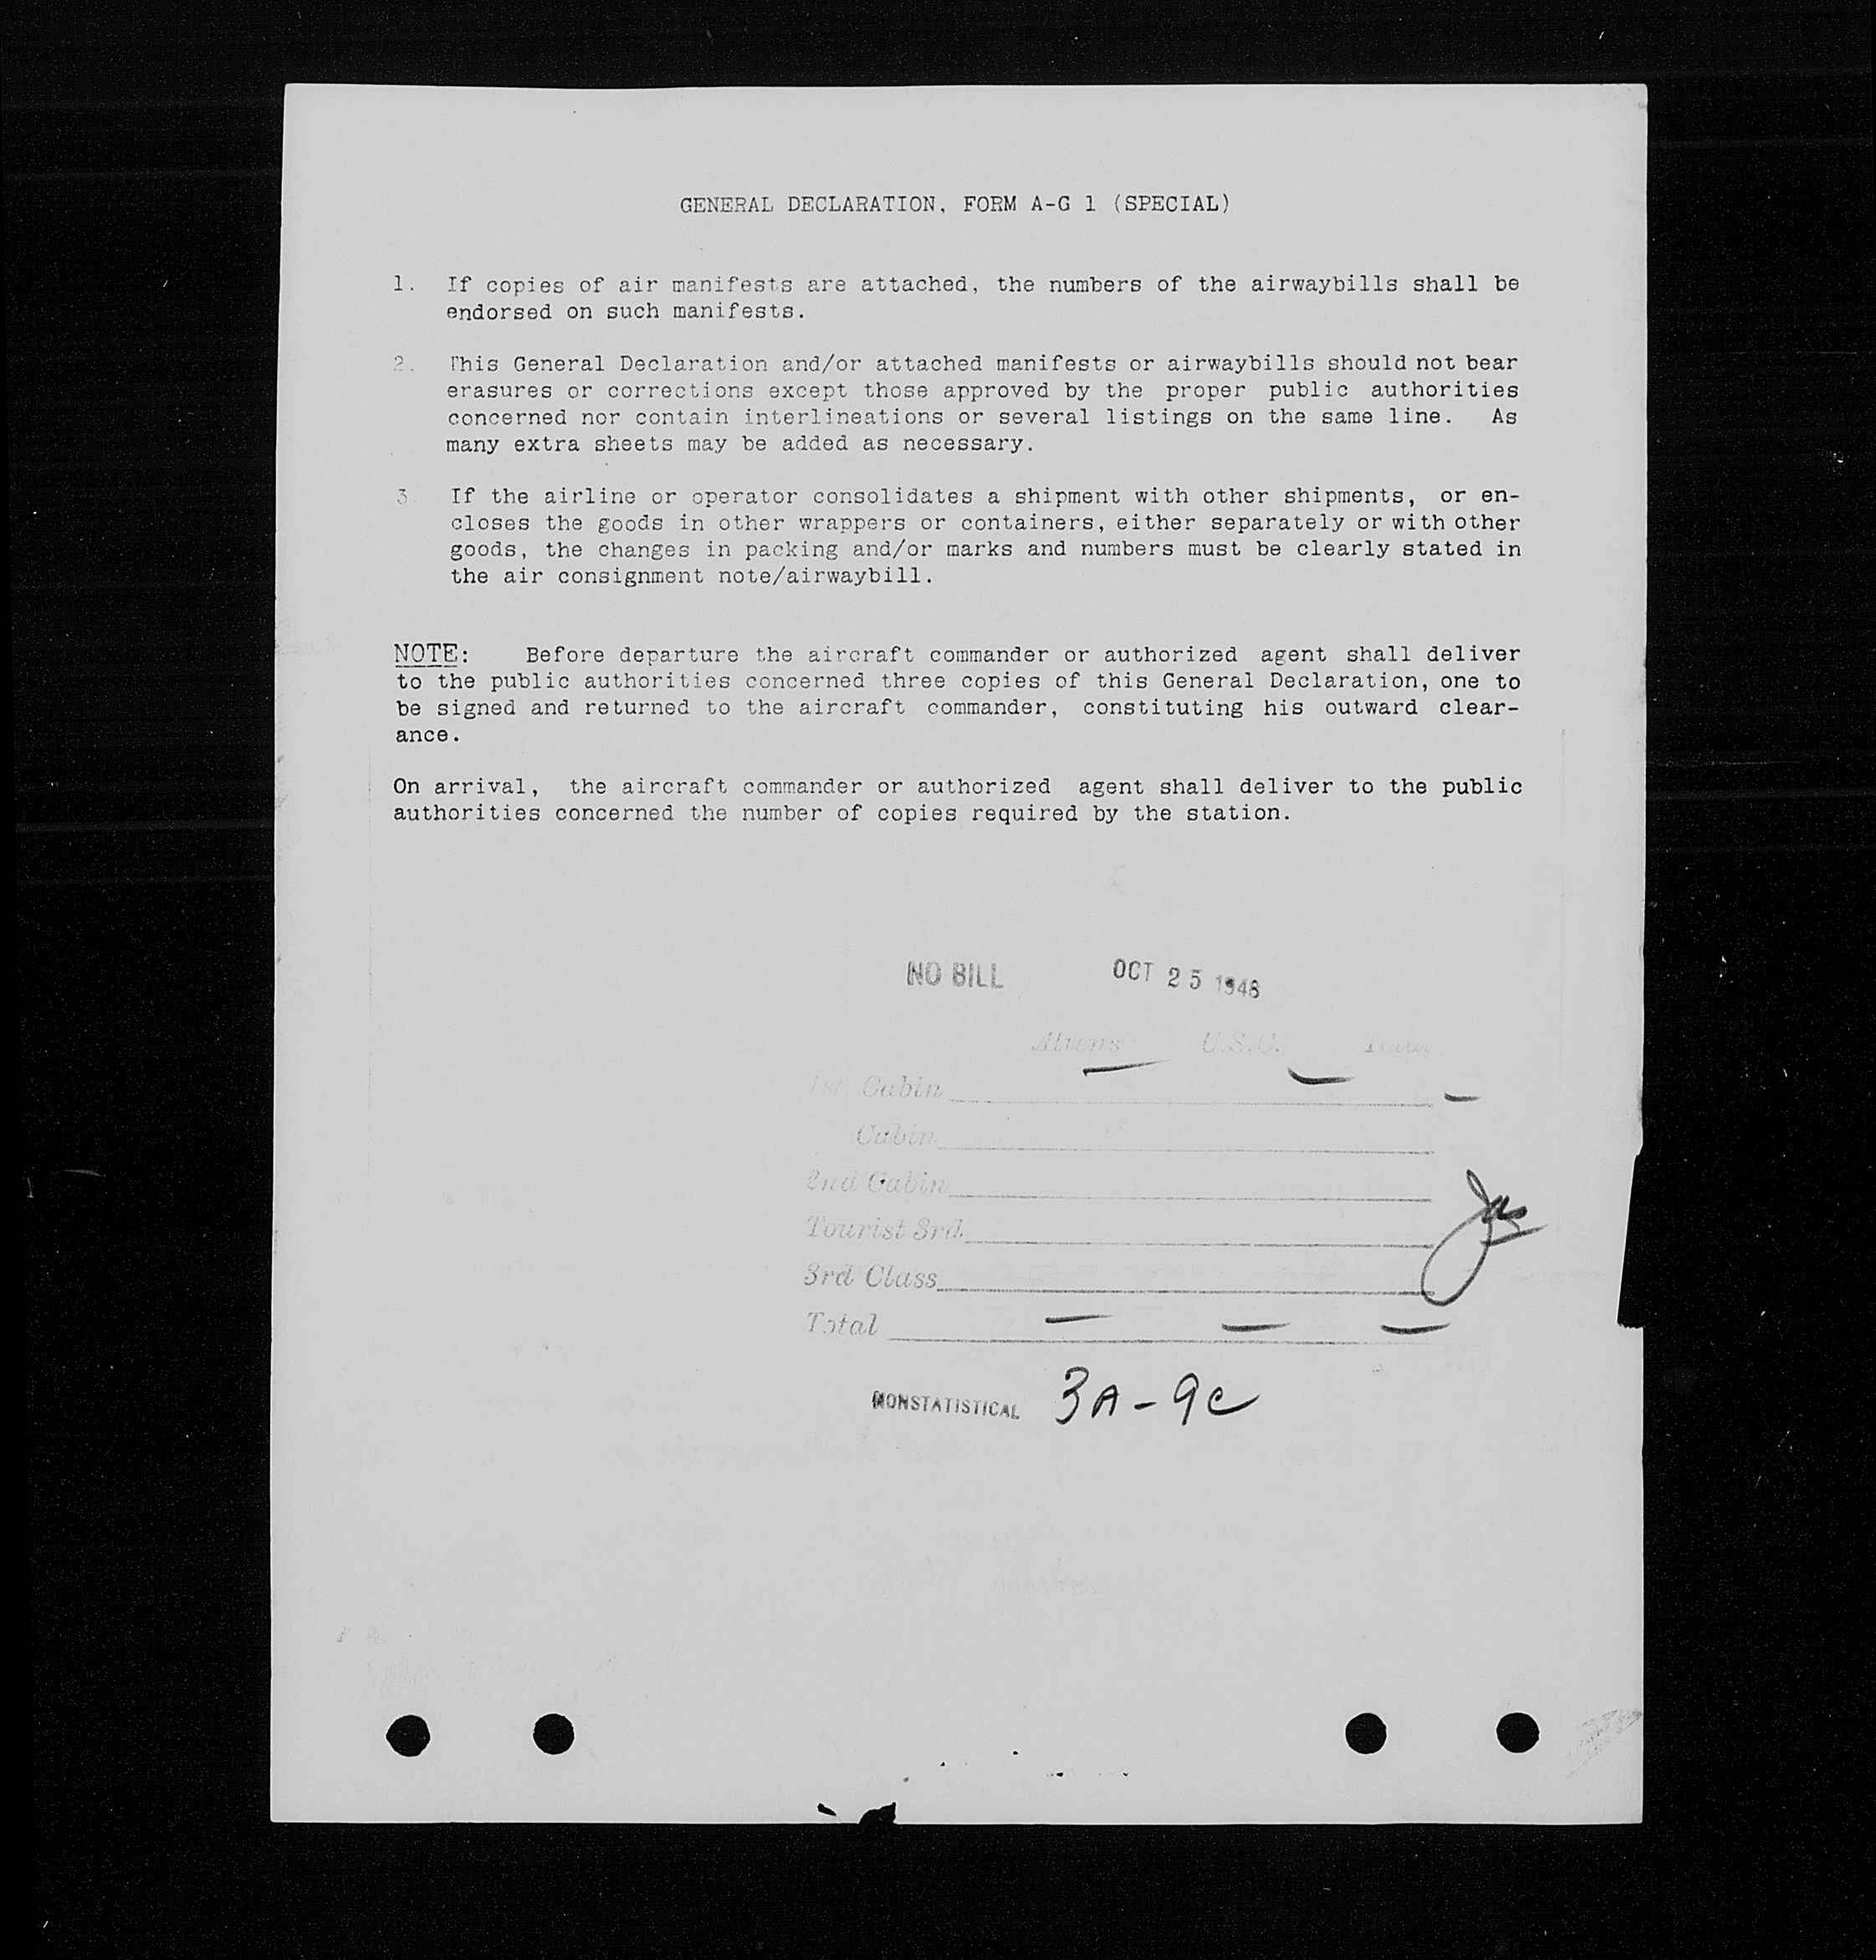 GENERAL DECLARATION, FORM A-G 1 (SPECIAL)
1. If copies of air manifests are attached, the numbers of the airwaybills shall be
endorsed on such manifests.
2. This General Declaration and/or attached manifests or airwaybills should not bear
erasures or corrections except those approved by the proper public authorities
concerned nor contain interlineations or several listings on the same line. As
many extra sheets may be added as necessary.
3 If the airline or operator consolidates a shipment with other shipments, or en-
closes the goods in other wrappers or containers, either separately or with other
goods, the changes in packing and/or marks and numbers must be clearly stated in
the air consignment note/airwaybill.
NOTE: Before departure the aircraft commander or authorized agent shall deliver
to the public authorities concerned three copies of this General Declaration, one to
be signed and returned to the aircraft commander, constituting his outward clear-
ance.
On arrival, the aircraft commander or authorized agent shall deliver to the public
authorities concerned the number of copies required by the station.
NO BILL OCT 25 1948
Aliens U.S.C. Total
1st Cabin
Cabin
2nd Cabin
Tourist 3rd
3rd Class
Total
NONSTATISTICAL 3A-9C